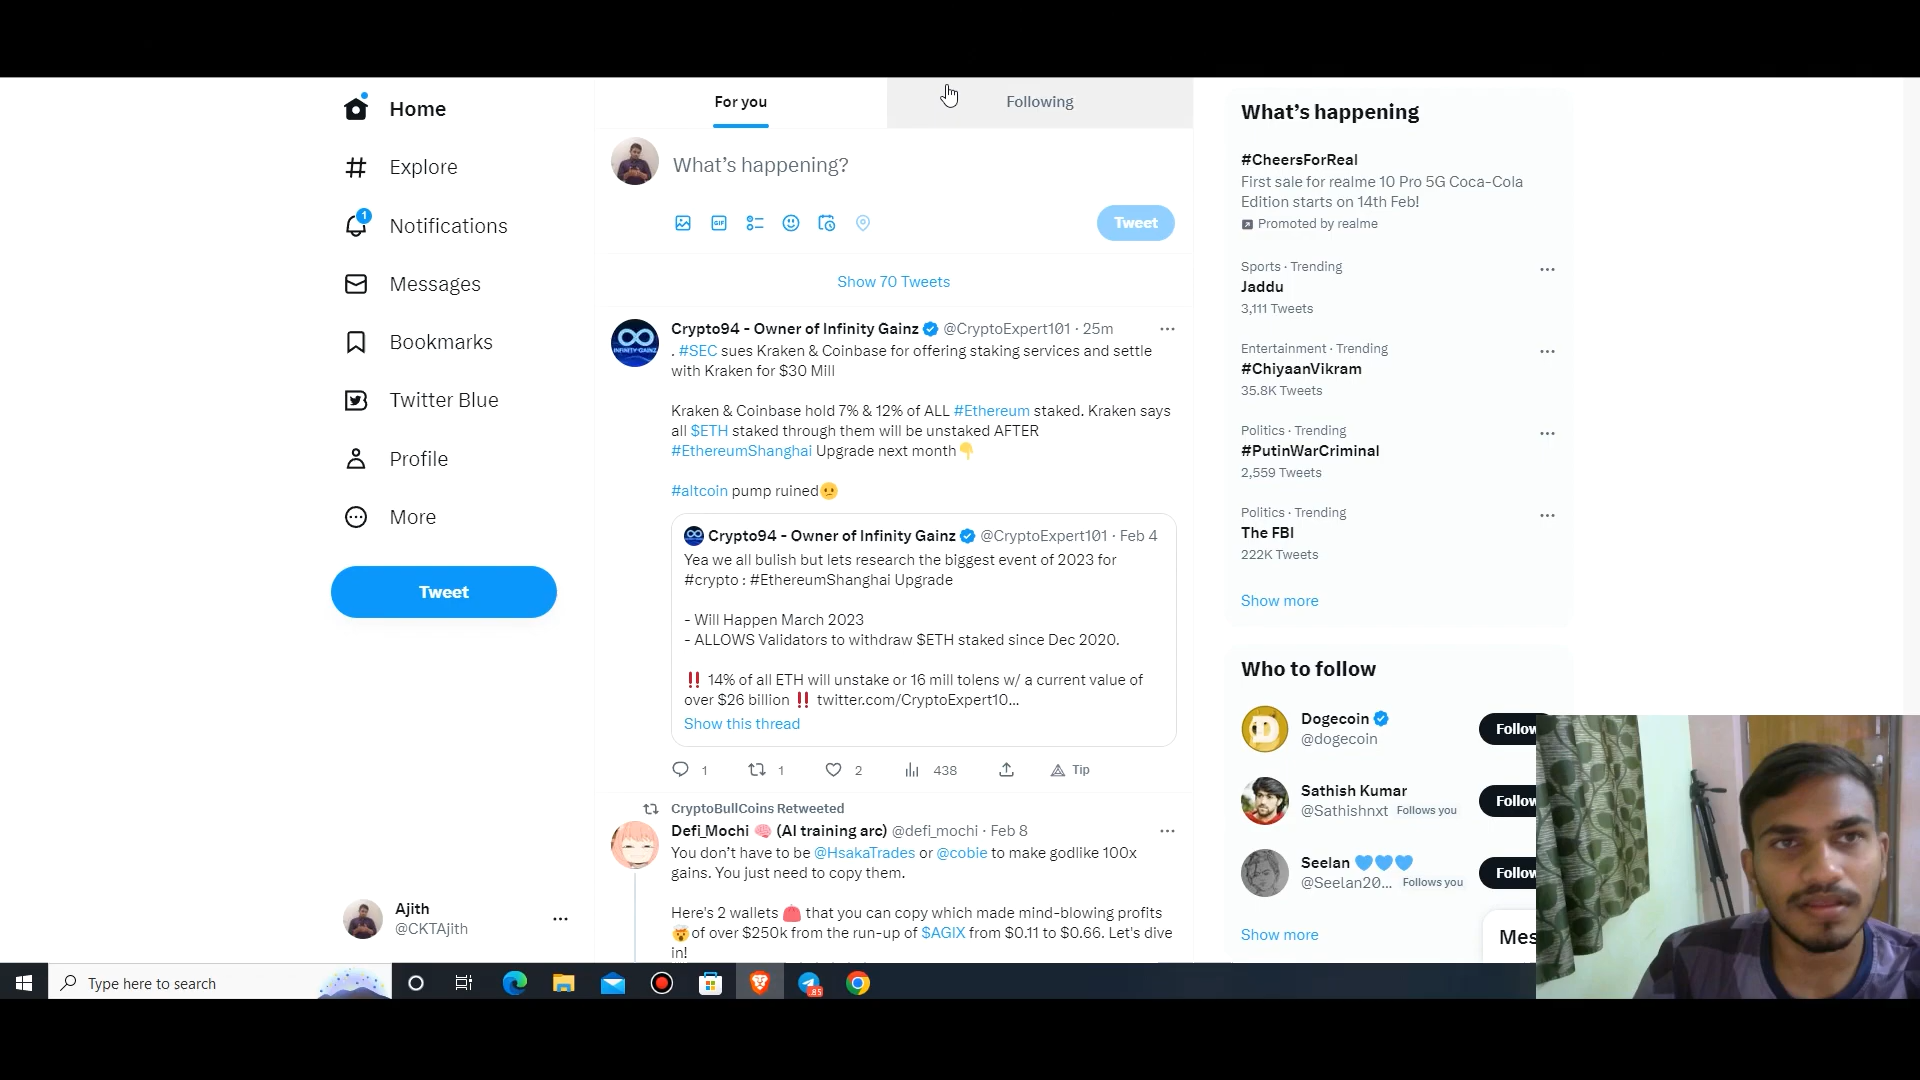 Home
Explore
1
Notifications
Messages
Bookmarks
Twitter Blue
Profile
More
Tweet
Ajith
@CKTAjith
For you
Following
What's happening?
GIF
Tweet
Show 70 Tweets
INFINITY GAINZ
Crypto94 - Owner of Infinity Gainz @CryptoExpert101 · 25m
. #SEC sues Kraken & Coinbase for offering staking services and settle
with Kraken for $30 Mill
Kraken & Coinbase hold 7% & 12% of ALL #Ethereum staked. Kraken says
all $ETH staked through them will be unstaked AFTER
#EthereumShanghai Upgrade next month👇
#altcoin pump ruined😕
Crypto94 - Owner of Infinity Gainz @CryptoExpert101 · Feb 4
Yea we all bulish but lets research the biggest event of 2023 for
#crypto : #EthereumShanghai Upgrade
- Will Happen March 2023
- ALLOWS Validators to withdraw $ETH staked since Dec 2020.
‼️ 14% of all ETH will unstake or 16 mill tolens w/ a current value of
over $26 billion ‼️ twitter.com/CryptoExpert10...
Show this thread
1 1 2 438 Tip
CryptoBullCoins Retweeted
Defi_Mochi 🧠 (AI training arc) @defi_mochi · Feb 8
You don't have to be @HsakaTrades or @cobie to make godlike 100x
gains. You just need to copy them.
Here's 2 wallets 👛 that you can copy which made mind-blowing profits
🤯of over $250k from the run-up of $AGIX from $0.11 to $0.66. Let's dive
in!
What's happening
#CheersForReal
First sale for realme 10 Pro 5G Coca-Cola
Edition starts on 14th Feb!
Promoted by realme
Sports · Trending
Jaddu
3,111 Tweets
Entertainment · Trending
#ChiyaanVikram
35.8K Tweets
Politics · Trending
#PutinWarCriminal
2,559 Tweets
Politics · Trending
The FBI
222K Tweets
Show more
Who to follow
Dogecoin
@dogecoin
Follow
Sathish Kumar
@Sathishnxt Follows you
Follow
Seelan 💙💙💙
@Seelan20... Follows you
Follow
Show more
Mes
Type here to search
85